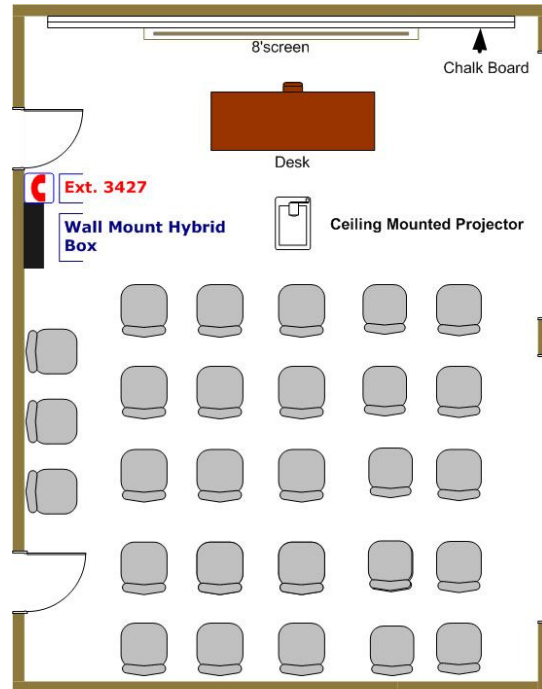 8'screen
Chalk Board
Desk
Ext. 3427
Wall Mount Hybrid
Box
Ceiling Mounted Projector